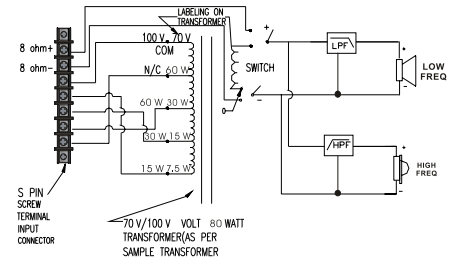 LABELING ON
TRANSFORMER
100 V 70 V
8 ohm+
COM
8 ohm-
N/C 60 W
SWITCH
+
-
LPF
+
-
LOW
FREQ
60 W 30 W
30 W 15 W
15 W 7.5 W
0
HPF
+
-
HIGH
FREQ
S PIN
SCREW
TERMINAL
INPUT
CONNECTOR
70 V/100 V VOLT 80 WATT
TRANSFORMER(AS PER
SAMPLE TRANSFORMER